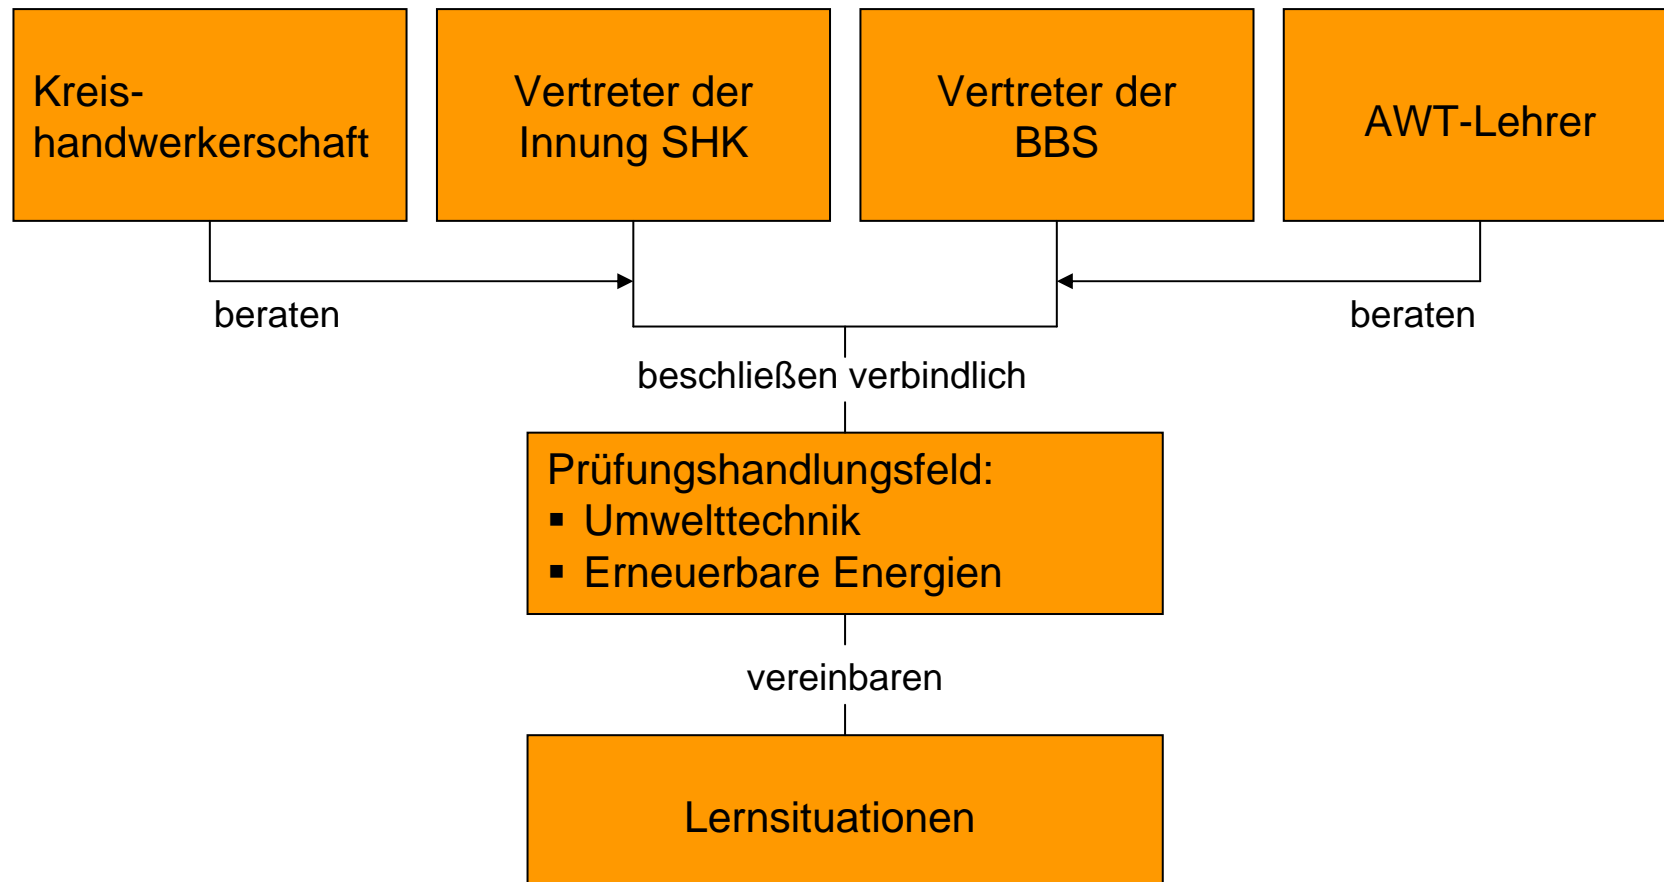 Kreis-
handwerkerschaft
Vertreter der
Innung SHK
Vertreter der
BBS
AWT-Lehrer
beraten
beraten
beschließen verbindlich
Prüfungshandlungsfeld:
▪ Umwelttechnik
▪ Erneuerbare Energien
vereinbaren
Lernsituationen